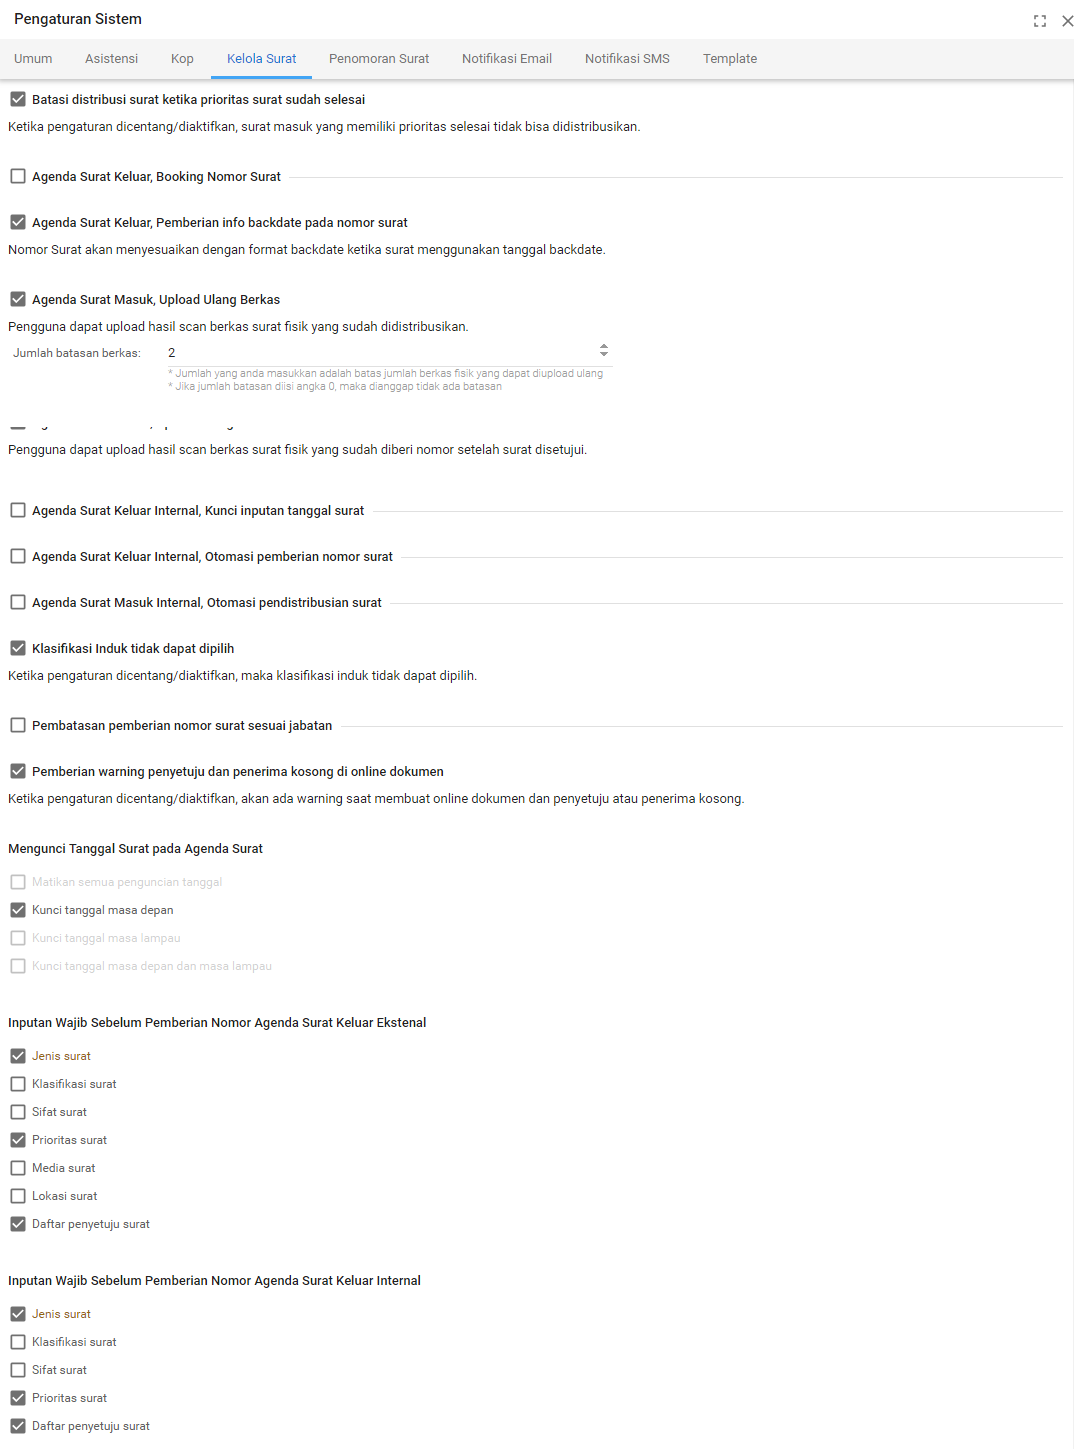 Pengaturan Sistem
Umum Asistensi Kop Kelola Surat Penomoran Surat Notifikasi Email Notifikasi SMS Template
Batasi distribusi surat ketika prioritas surat sudah selesai
Ketika pengaturan dicentang/diaktifkan, surat masuk yang memiliki prioritas selesai tidak bisa didistribusikan.
Agenda Surat Keluar, Booking Nomor Surat
Agenda Surat Keluar, Pemberian info backdate pada nomor surat
Nomor Surat akan menyesuaikan dengan format backdate ketika surat menggunakan tanggal backdate.
Agenda Surat Masuk, Upload Ulang Berkas
Pengguna dapat upload hasil scan berkas surat fisik yang sudah didistribusikan.
Jumlah batasan berkas: 2
* Jumlah yang anda masukkan adalah batas jumlah berkas fisik yang dapat diupload ulang
* Jika jumlah batasan diisi angka 0, maka dianggap tidak ada batasan
Pengguna dapat upload hasil scan berkas surat fisik yang sudah diberi nomor setelah surat disetujui.
Agenda Surat Keluar Internal, Kunci inputan tanggal surat
Agenda Surat Keluar Internal, Otomasi pemberian nomor surat
Agenda Surat Masuk Internal, Otomasi pendistribusian surat
Klasifikasi Induk tidak dapat dipilih
Ketika pengaturan dicentang/diaktifkan, maka klasifikasi induk tidak dapat dipilih.
Pembatasan pemberian nomor surat sesuai jabatan
Pemberian warning penyetuju dan penerima kosong di online dokumen
Ketika pengaturan dicentang/diaktifkan, akan ada warning saat membuat online dokumen dan penyetuju atau penerima kosong.
Mengunci Tanggal Surat pada Agenda Surat
Matikan semua penguncian tanggal
Kunci tanggal masa depan
Kunci tanggal masa lampau
Kunci tanggal masa depan dan masa lampau
Inputan Wajib Sebelum Pemberian Nomor Agenda Surat Keluar Ekstenal
Jenis surat
Klasifikasi surat
Sifat surat
Prioritas surat
Media surat
Lokasi surat
Daftar penyetuju surat
Inputan Wajib Sebelum Pemberian Nomor Agenda Surat Keluar Internal
Jenis surat
Klasifikasi surat
Sifat surat
Prioritas surat
Daftar penyetuju surat